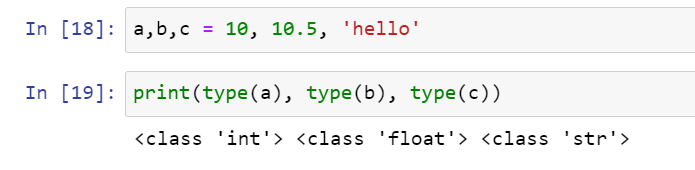 In [18]: a,b,c = 10, 10.5, 'hello'
In [19]: print(type(a), type(b), type(c))
<class 'int'> <class 'float'> <class 'str'>